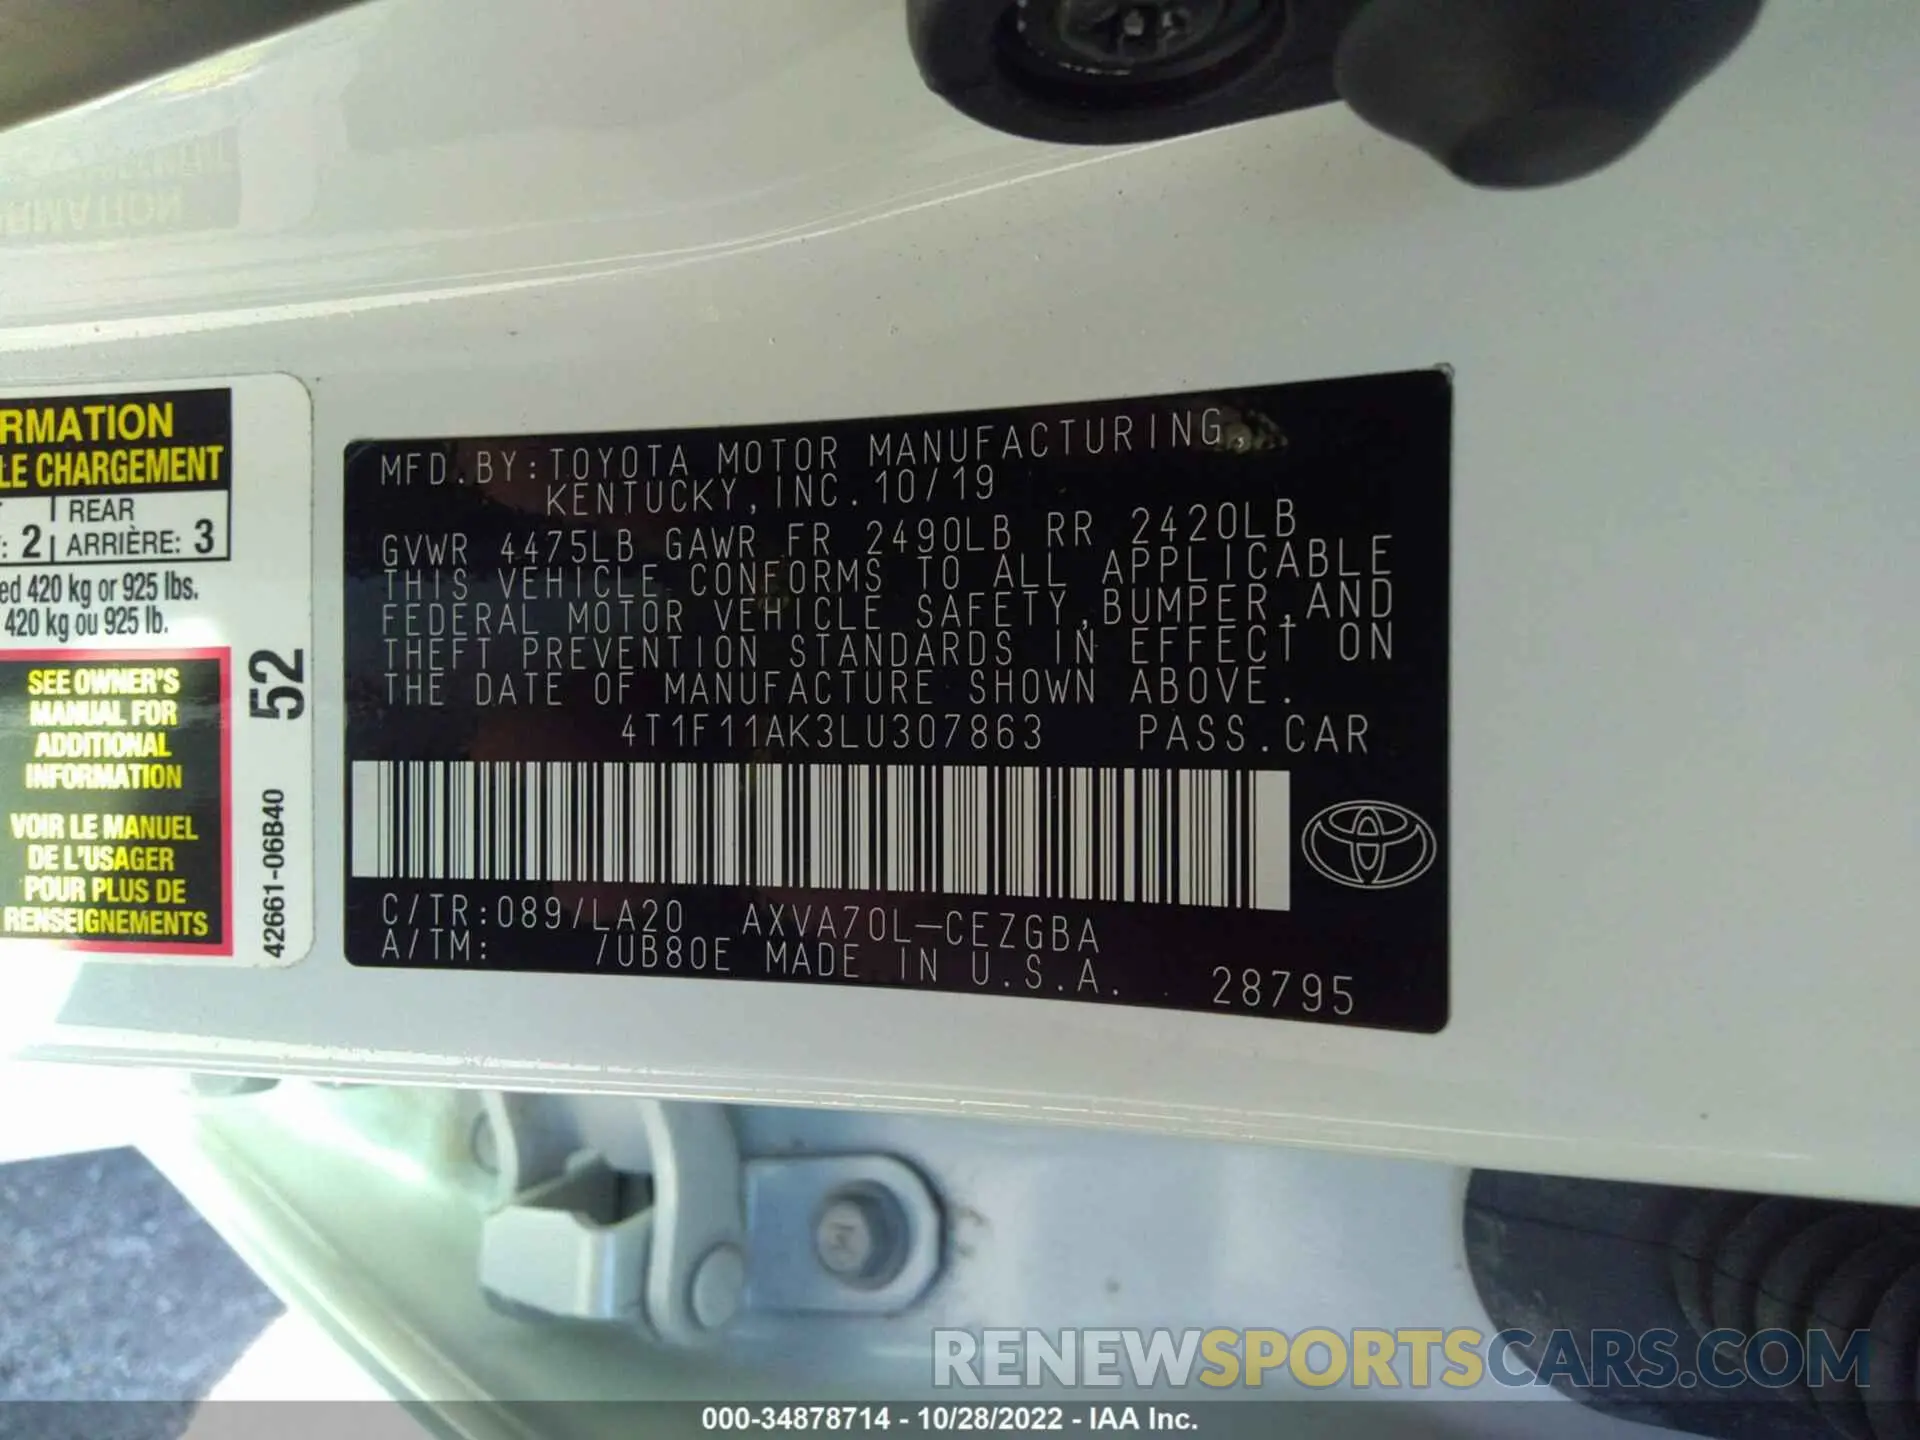 RMATION
LE CHARGEMENT
REAR
: 2 ARRIÈRE: 3
ed 420 kg or 925 lbs.
420 kg ou 925 lb.
SEE OWNER'S
MANUAL FOR
ADDITIONAL
INFORMATION
VOIR LE MANUEL
DE L'USAGER
POUR PLUS DE
RENSEIGNEMENTS
52
42661-06B40
MFD.BY:TOYOTA MOTOR MANUFACTURING,
KENTUCKY,INC.10/19
GVWR 4475LB GAWR FR 2490LB RR 2420LB
THIS VEHICLE CONFORMS TO ALL APPLICABLE
FEDERAL MOTOR VEHICLE SAFETY,BUMPER,AND
THEFT PREVENTION STANDARDS IN EFFECT ON
THE DATE OF MANUFACTURE SHOWN ABOVE.
4T1F11AK3LU307863 PASS.CAR
C/TR:089/LA20 AXVA70L-CEZGBA
A/TM: /UB80E MADE IN U.S.A. 28795
RENEWSPORTSCARS.COM
000-34878714 - 10/28/2022 - IAA Inc.